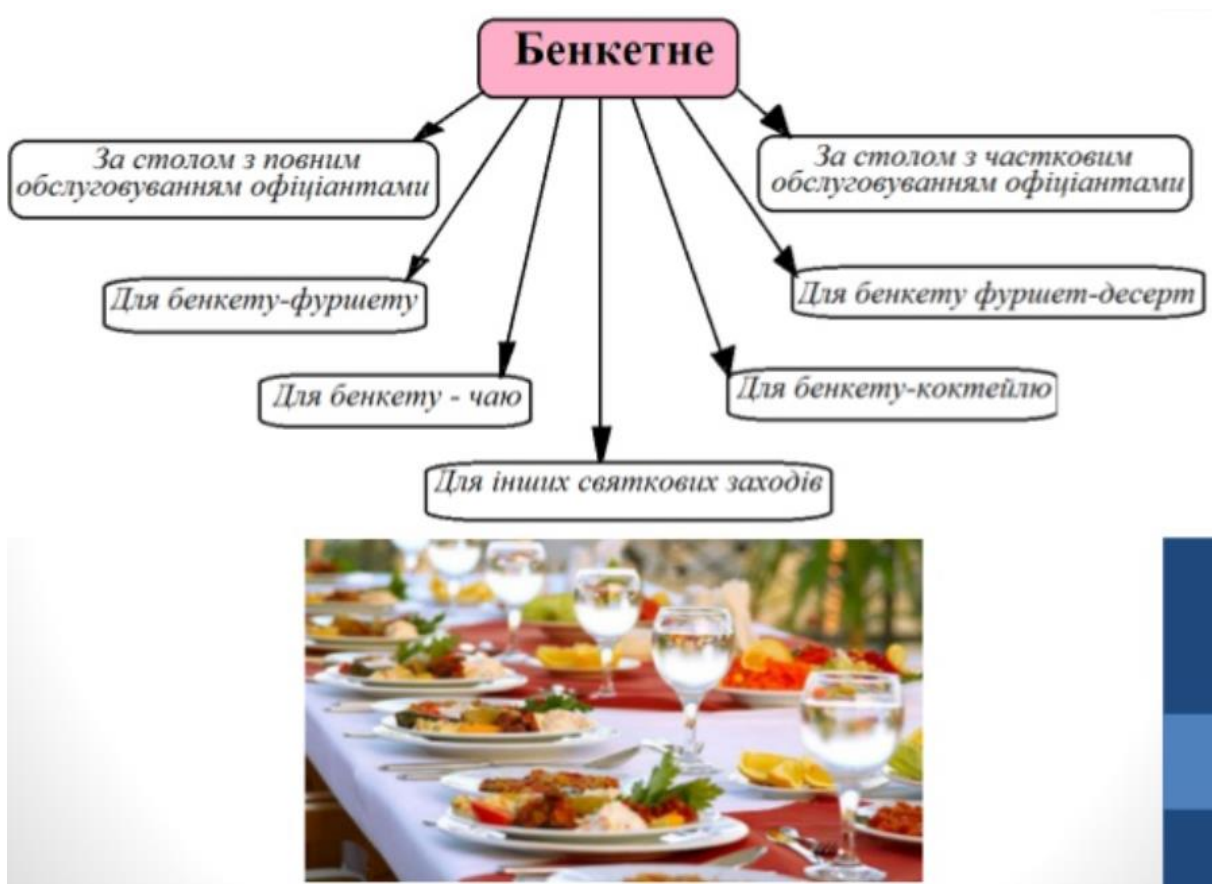 Бенкетне
За столом з повним
обслуговуванням офіціантами
За столом з частковим
обслуговуванням офіціантами
Для бенкету-фуршету
Для бенкету фуршет-десерт
Для бенкету - чаю
Для бенкету-коктейлю
Для інших святкових заходів